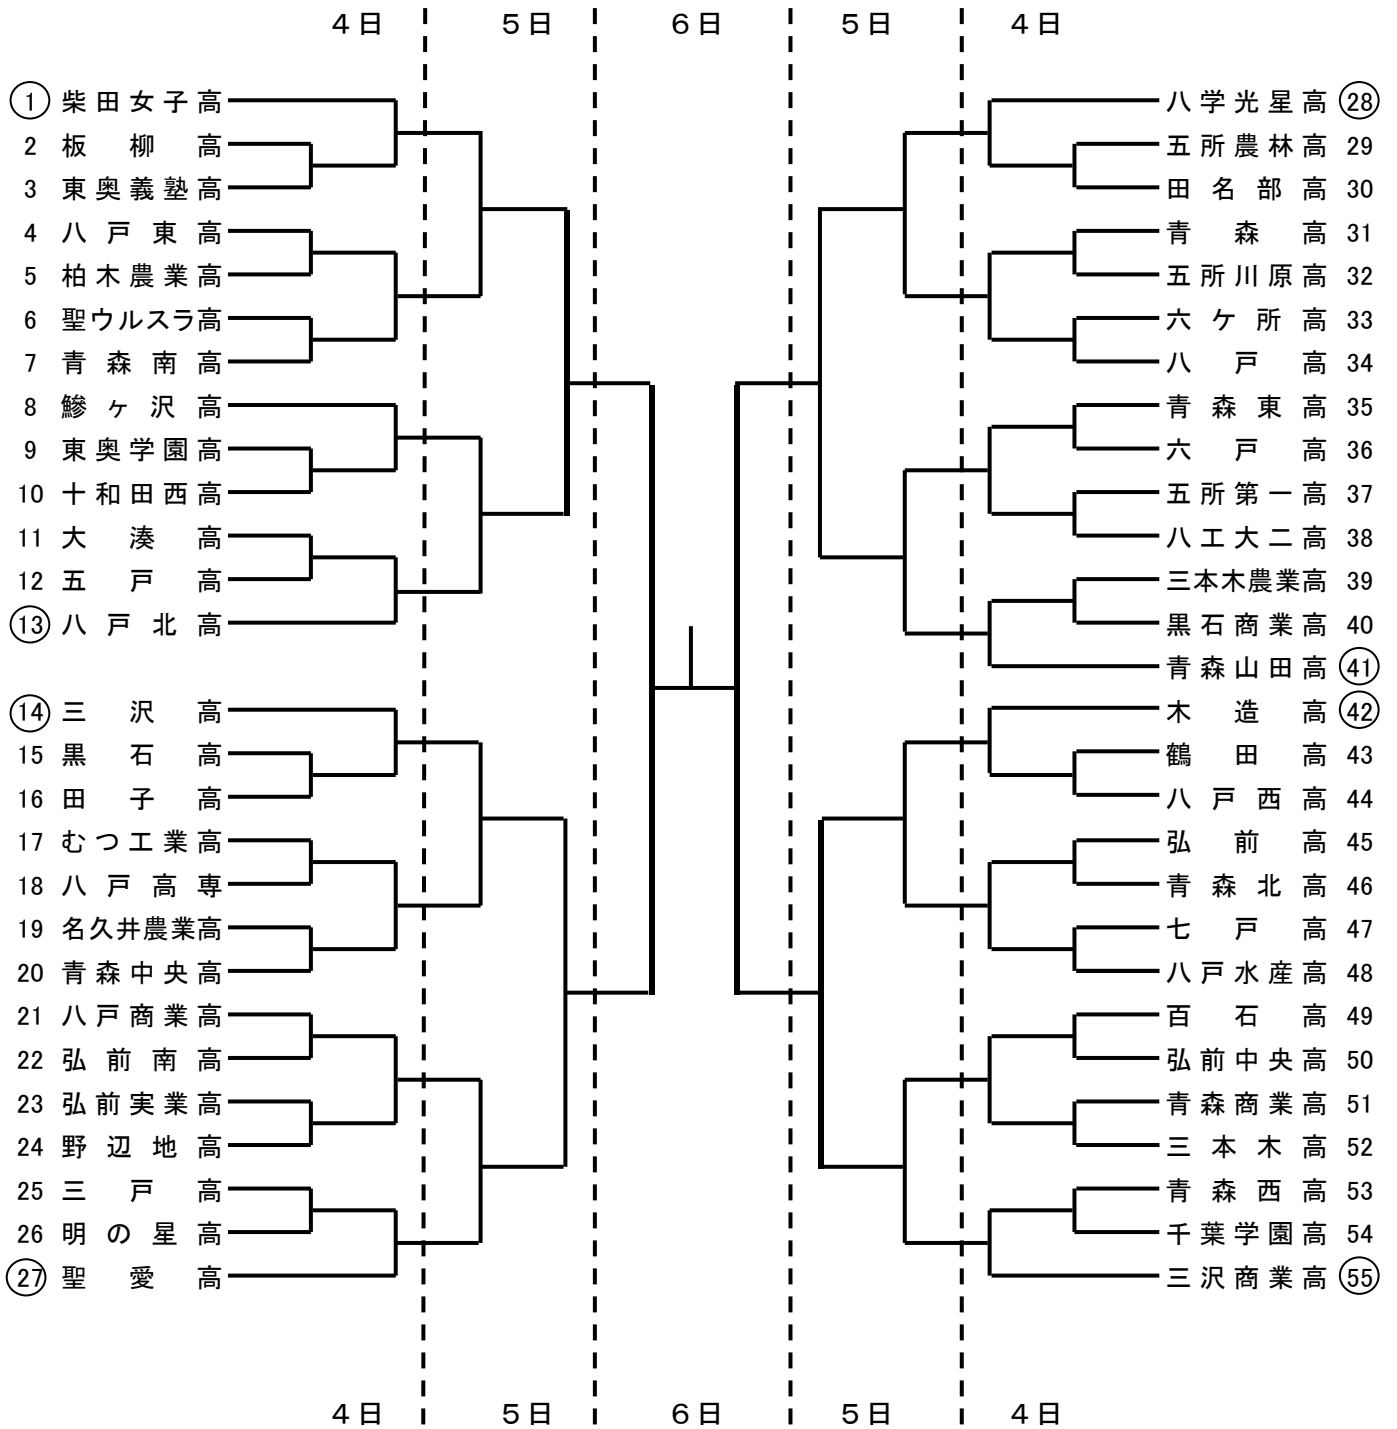 ４日 ５日 ６日 ５日 ４日
1 柴田女子高
2 板柳高
3 東奥義塾高
4 八戸東高
5 柏木農業高
6 聖ウルスラ高
7 青森南高
8 鰺ヶ沢高
9 東奥学園高
10 十和田西高
11 大湊高
12 五戸高
13 八戸北高
14 三沢高
15 黒石高
16 田子高
17 むつ工業高
18 八戸高専
19 名久井農業高
20 青森中央高
21 八戸商業高
22 弘前南高
23 弘前実業高
24 野辺地高
25 三戸高
26 明の星高
27 聖愛高
八学光星高 28
五所農林高 29
田名部高 30
青森高 31
五所川原高 32
六ケ所高 33
八戸高 34
青森東高 35
六戸高 36
五所第一高 37
八工大二高 38
三本木農業高 39
黒石商業高 40
青森山田高 41
木造高 42
鶴田高 43
八戸西高 44
弘前高 45
青森北高 46
七戸高 47
八戸水産高 48
百石高 49
弘前中央高 50
青森商業高 51
三本木高 52
青森西高 53
千葉学園高 54
三沢商業高 55
４日 ５日 ６日 ５日 ４日